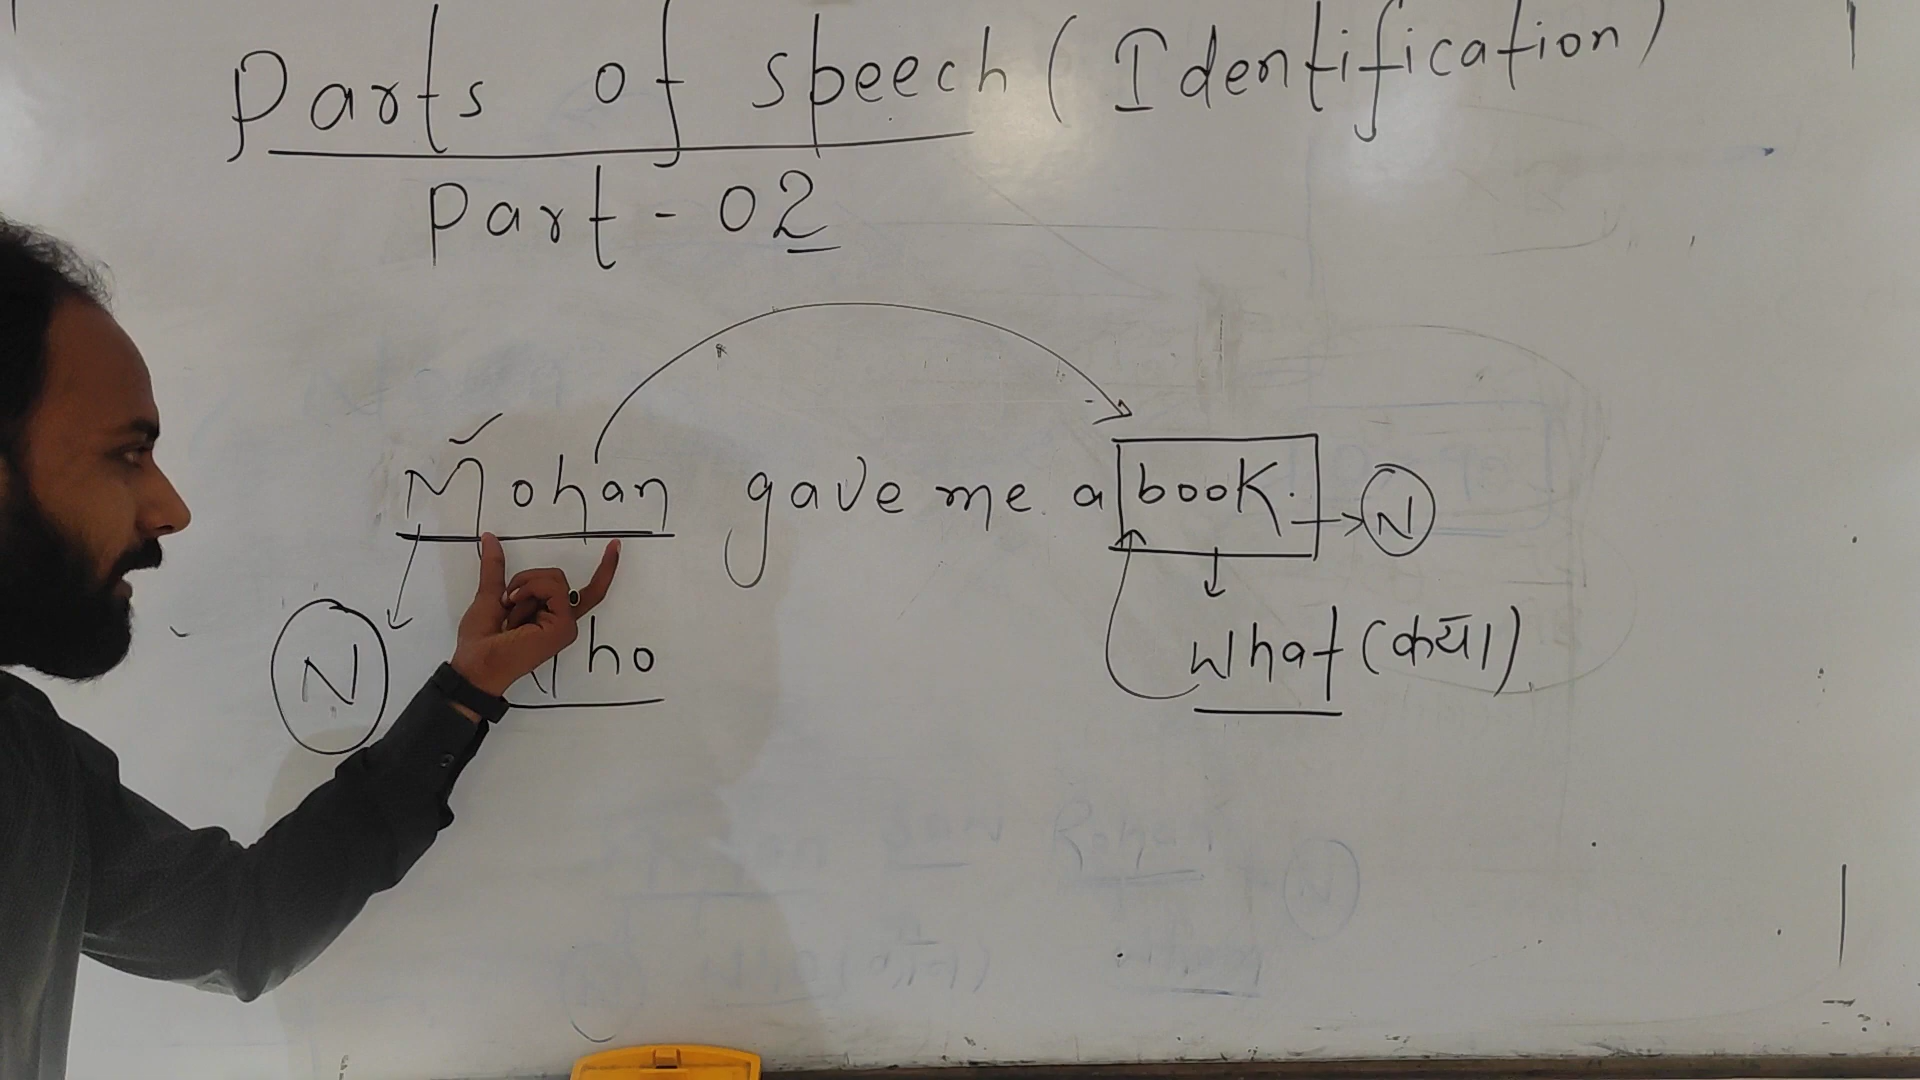 Parts of speech (Identification)
Part - 02
Mohan gave me a book.
N
N
Who
What (क्या)